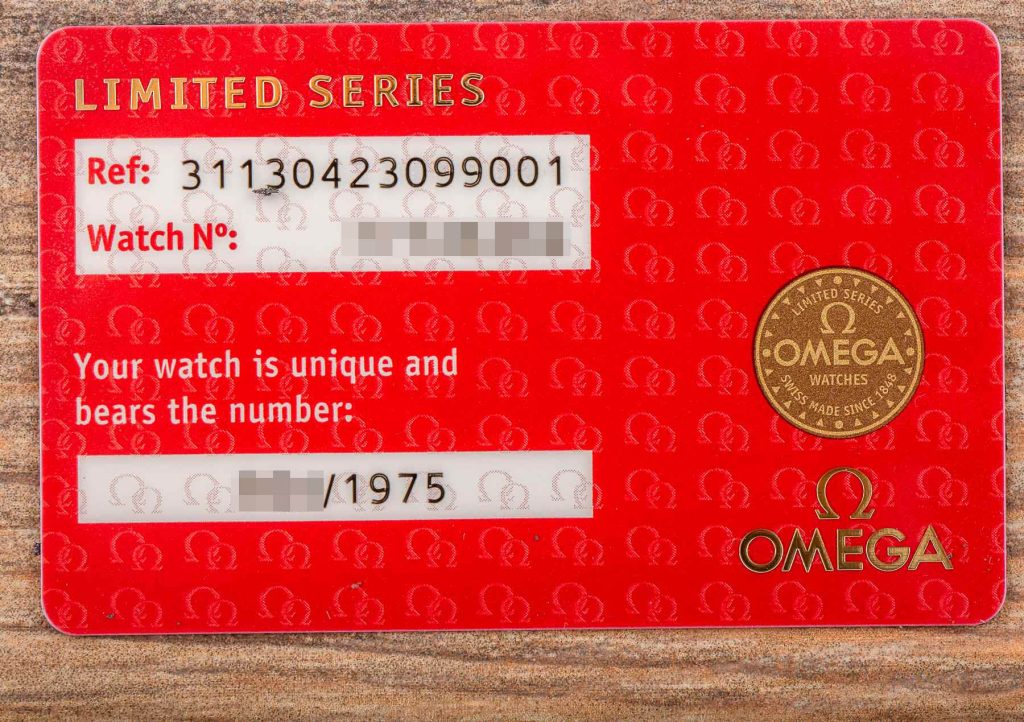 LIMITED SERIES
Ref: 31130423099001
Watch Nº:
Your watch is unique and
bears the number:
/1975
LIMITED SERIES
Ω
OMEGA
WATCHES
SWISS MADE SINCE 1848
Ω
OMEGA